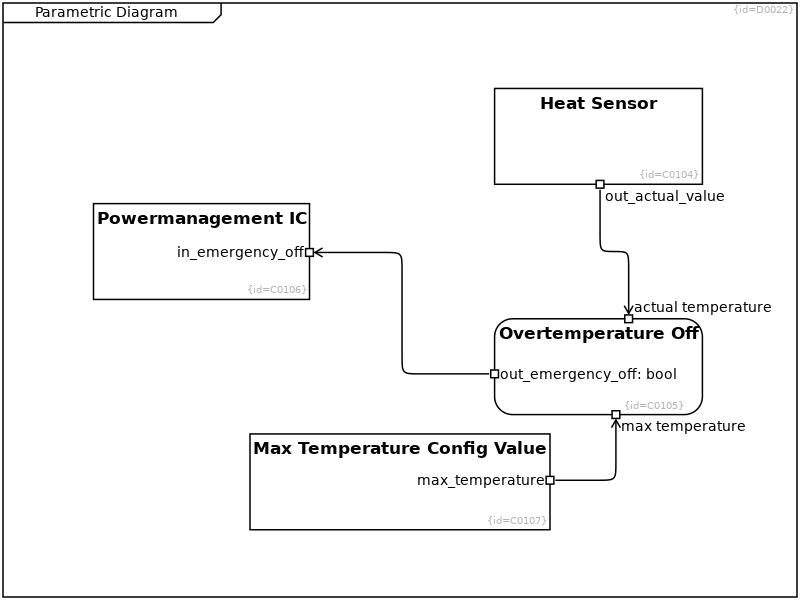 Parametric Diagram
{id=D0022}
Heat Sensor
{id=C0104}
out_actual_value
Powermanagement IC
in_emergency_off
{id=C0106}
actual temperature
Overtemperature Off
out_emergency_off: bool
{id=C0105}
max temperature
Max Temperature Config Value
max_temperature
{id=C0107}